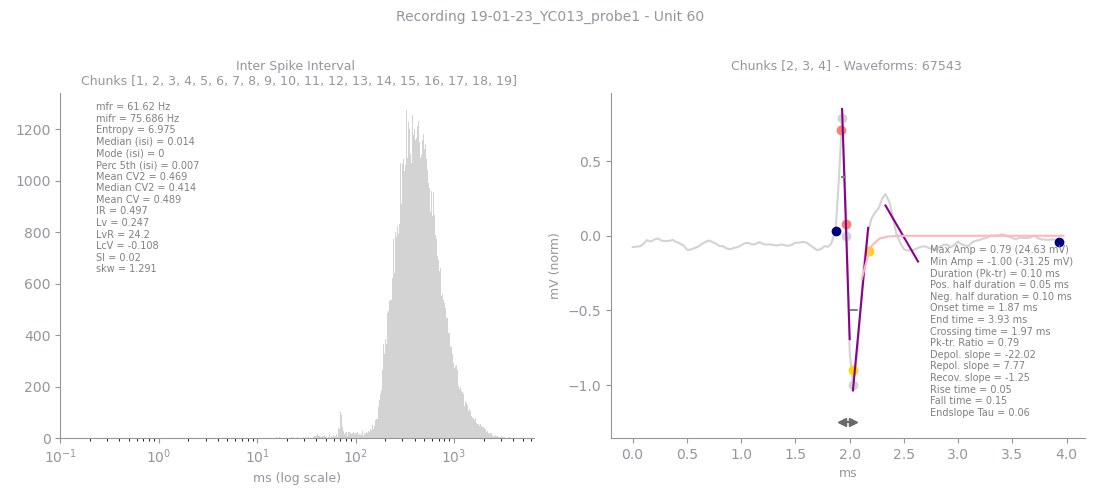 Recording 19-01-23_YC013_probe1 - Unit 60
Inter Spike Interval
Chunks [1, 2, 3, 4, 5, 6, 7, 8, 9, 10, 11, 12, 13, 14, 15, 16, 17, 18, 19]
mfr = 61.62 Hz
mifr = 75.686 Hz
Entropy = 6.975
Median (isi) = 0.014
Mode (isi) = 0
Perc 5th (isi) = 0.007
Mean CV2 = 0.469
Median CV2 = 0.414
Mean CV = 0.489
IR = 0.497
Lv = 0.247
LvR = 24.2
LcV = -0.108
SI = 0.02
skw = 1.291
1200
1000
800
600
400
200
0
10⁻¹ 10⁰ 10¹ 10² 10³
ms (log scale)
Chunks [2, 3, 4] - Waveforms: 67543
mV (norm)
0.5
0.0
−0.5
−1.0
Max Amp = 0.79 (24.63 mV)
Min Amp = -1.00 (-31.25 mV)
Duration (Pk-tr) = 0.10 ms
Pos. half duration = 0.05 ms
Neg. half duration = 0.10 ms
Onset time = 1.87 ms
End time = 3.93 ms
Crossing time = 1.97 ms
Pk-tr. Ratio = 0.79
Depol. slope = -22.02
Repol. slope = 7.77
Recov. slope = -1.25
Rise time = 0.05
Fall time = 0.15
Endslope Tau = 0.06
0.0 0.5 1.0 1.5 2.0 2.5 3.0 3.5 4.0
ms